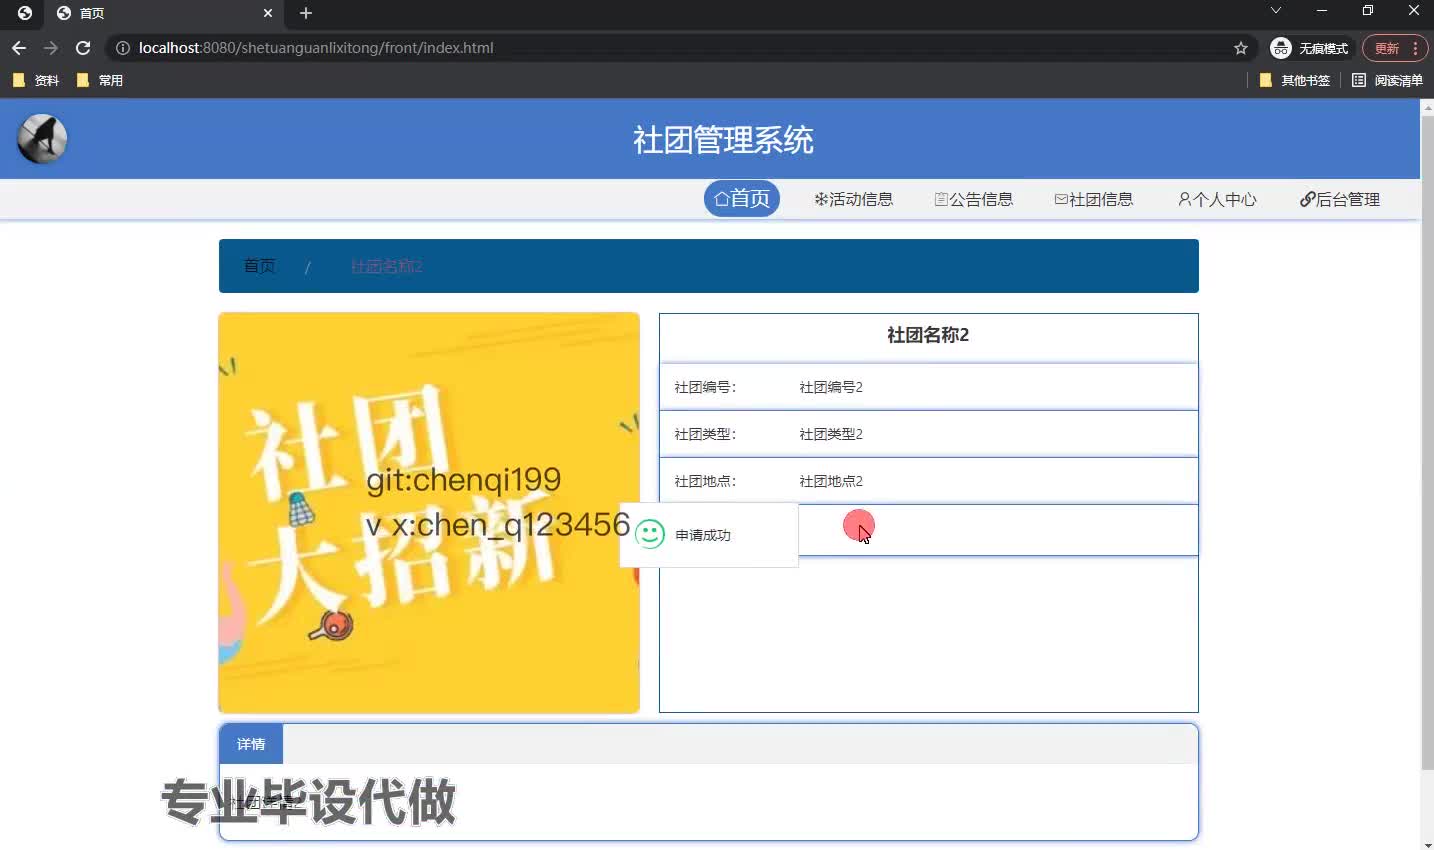 首页
localhost:8080/shetuanguanlixitong/front/index.html
无痕模式
更新
资料
常用
其他书签
阅读清单
社团管理系统
首页
活动信息
公告信息
社团信息
个人中心
后台管理
首页 / 社团名称2
社团大招新
git:chenqi199
v x:chen_q123456
社团名称2
社团编号： 社团编号2
社团类型： 社团类型2
社团地点： 社团地点2
申请成功
详情
社团详情2
专业毕设代做